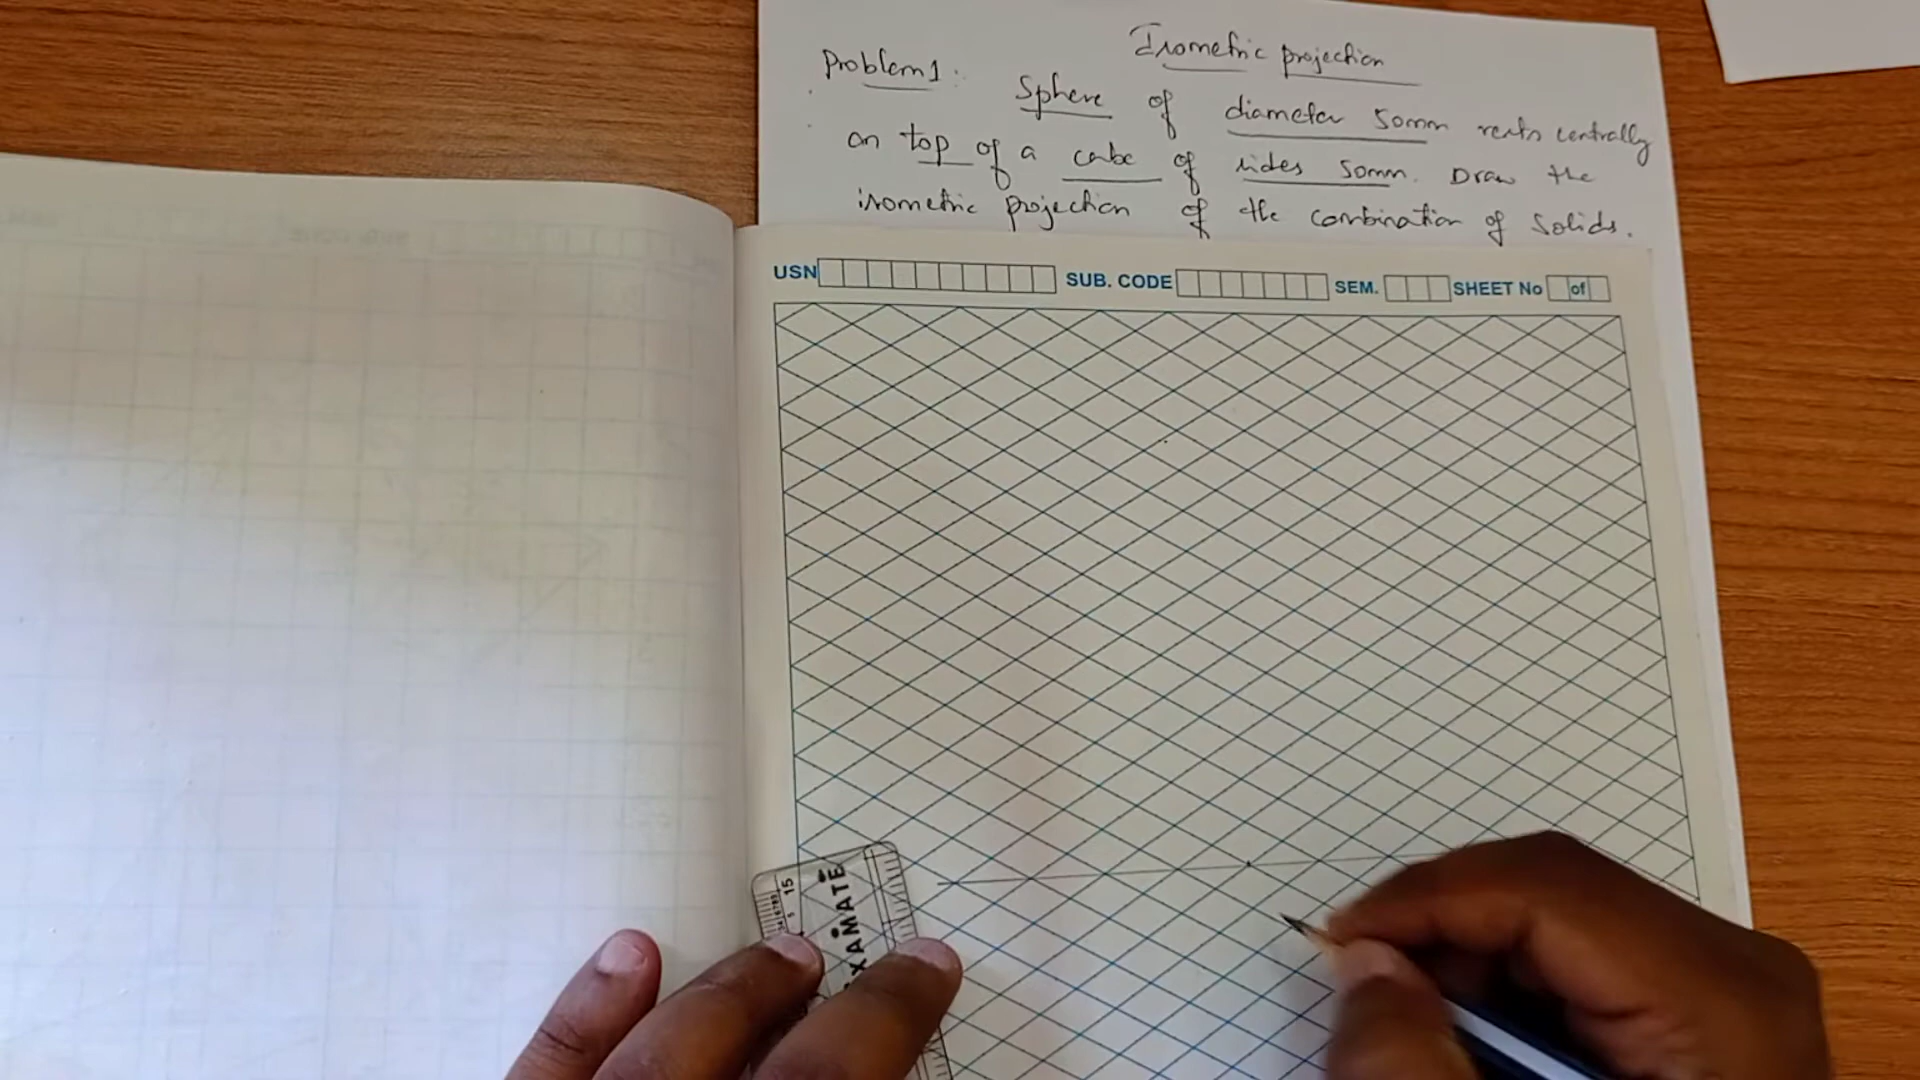 Isometric projection
Problem 1: Sphere of diameter 50mm rests centrally
on top of a cube of sides 50mm. Draw the
isometric projection of the combination of solids.
USN SUB. CODE SEM. SHEET No of
15
5
EXAMATE